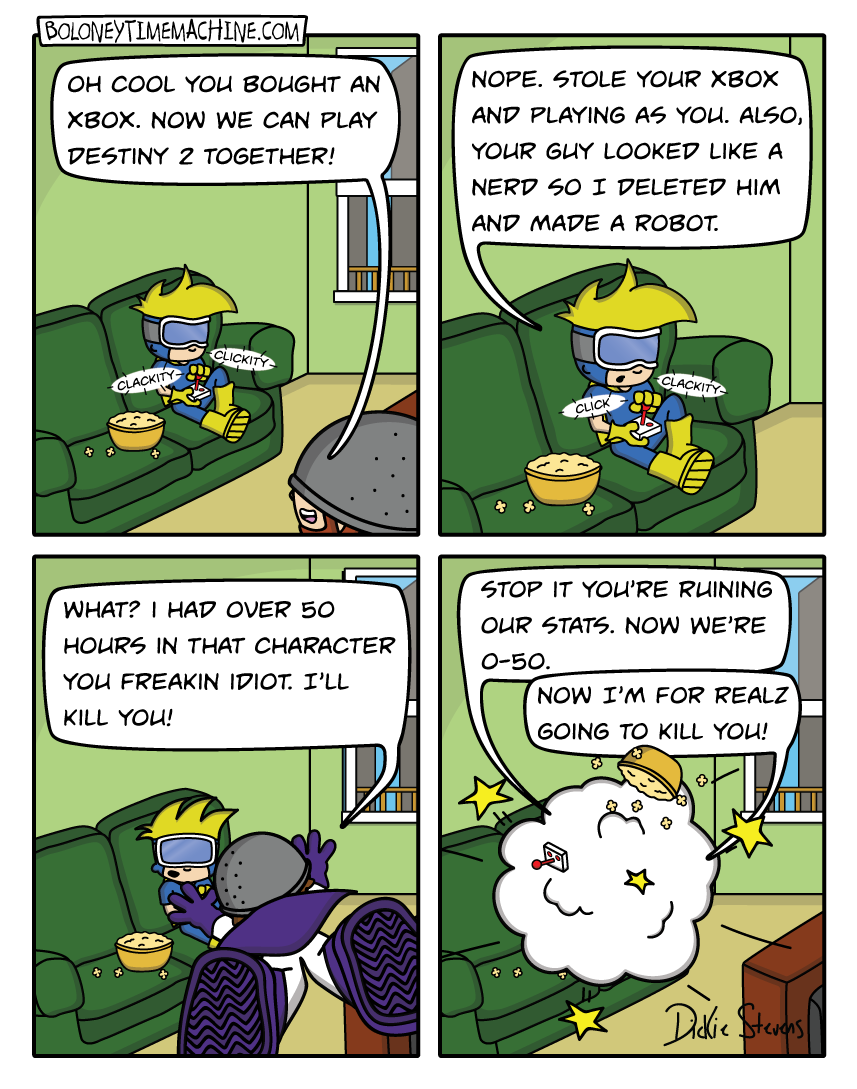 BOLONEYTIMEMACHINE.COM
OH COOL YOU BOUGHT AN
XBOX. NOW WE CAN PLAY
DESTINY 2 TOGETHER!
CLACKITY
CLICKITY
NOPE. STOLE YOUR XBOX
AND PLAYING AS YOU. ALSO,
YOUR GUY LOOKED LIKE A
NERD SO I DELETED HIM
AND MADE A ROBOT.
CLICK
CLACKITY
WHAT? I HAD OVER 50
HOURS IN THAT CHARACTER
YOU FREAKIN IDIOT. I'LL
KILL YOU!
STOP IT YOU'RE RUINING
OUR STATS. NOW WE'RE
0-50.
NOW I'M FOR REALZ
GOING TO KILL YOU!
Dickie Stevens